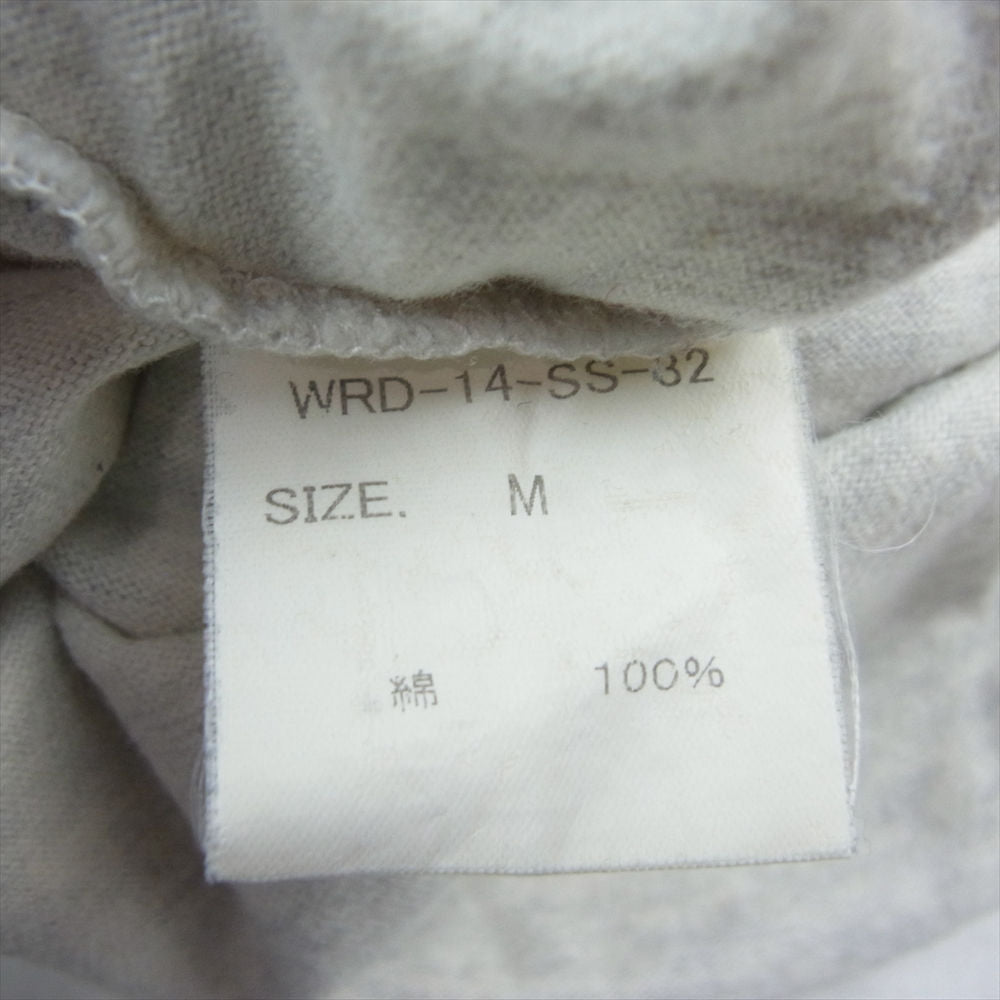 WRD-14-SS-32
SIZE. M
綿 100%